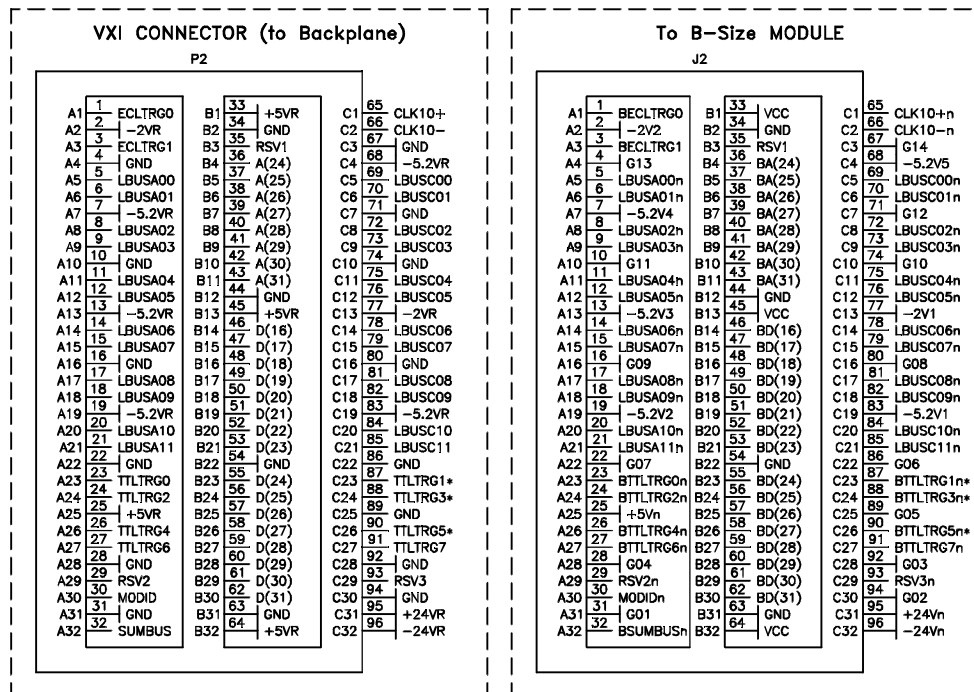 VXI CONNECTOR (to Backplane)
P2
A1 1 ECLTRG0
A2 2 -2VR
A3 3 ECLTRG1
A4 4 GND
A5 5 LBUSA00
A6 6 LBUSA01
A7 7 -5.2VR
A8 8 LBUSA02
A9 9 LBUSA03
A10 10 GND
A11 11 LBUSA04
A12 12 LBUSA05
A13 13 -5.2VR
A14 14 LBUSA06
A15 15 LBUSA07
A16 16 GND
A17 17 LBUSA08
A18 18 LBUSA09
A19 19 -5.2VR
A20 20 LBUSA10
A21 21 LBUSA11
A22 22 GND
A23 23 TTLTRG0
A24 24 TTLTRG2
A25 25 +5VR
A26 26 TTLTRG4
A27 27 TTLTRG6
A28 28 GND
A29 29 RSV2
A30 30 MODID
A31 31 GND
A32 32 SUMBUS
B1 33 +5VR
B2 34 GND
B3 35 RSV1
B4 36 A(24)
B5 37 A(25)
B6 38 A(26)
B7 39 A(27)
B8 40 A(28)
B9 41 A(29)
B10 42 A(30)
B11 43 A(31)
B12 44 GND
B13 45 +5VR
B14 46 D(16)
B15 47 D(17)
B16 48 D(18)
B17 49 D(19)
B18 50 D(20)
B19 51 D(21)
B20 52 D(22)
B21 53 D(23)
B22 54 GND
B23 55 D(24)
B24 56 D(25)
B25 57 D(26)
B26 58 D(27)
B27 59 D(28)
B28 60 D(29)
B29 61 D(30)
B30 62 D(31)
B31 63 GND
B32 64 +5VR
C1 65 CLK10+
C2 66 CLK10-
C3 67 GND
C4 68 -5.2VR
C5 69 LBUSC00
C6 70 LBUSC01
C7 71 GND
C8 72 LBUSC02
C9 73 LBUSC03
C10 74 GND
C11 75 LBUSC04
C12 76 LBUSC05
C13 77 -2VR
C14 78 LBUSC06
C15 79 LBUSC07
C16 80 GND
C17 81 LBUSC08
C18 82 LBUSC09
C19 83 -5.2VR
C20 84 LBUSC10
C21 85 LBUSC11
C22 86 GND
C23 87 TTLTRG1*
C24 88 TTLTRG3*
C25 89 GND
C26 90 TTLTRG5*
C27 91 TTLTRG7
C28 92 GND
C29 93 RSV3
C30 94 GND
C31 95 +24VR
C32 96 -24VR
To B-Size MODULE
J2
A1 1 BECLTRG0
A2 2 -2V2
A3 3 BECLTRG1
A4 4 G13
A5 5 LBUSA00n
A6 6 LBUSA01n
A7 7 -5.2V4
A8 8 LBUSA02n
A9 9 LBUSA03n
A10 10 G11
A11 11 LBUSA04n
A12 12 LBUSA05n
A13 13 -5.2V3
A14 14 LBUSA06n
A15 15 LBUSA07n
A16 16 G09
A17 17 LBUSA08n
A18 18 LBUSA09n
A19 19 -5.2V2
A20 20 LBUSA10n
A21 21 LBUSA11n
A22 22 G07
A23 23 BTTLTRG0n
A24 24 BTTLTRG2n
A25 25 +5Vn
A26 26 BTTLTRG4n
A27 27 BTTLTRG6n
A28 28 G04
A29 29 RSV2n
A30 30 MODIDn
A31 31 G01
A32 32 BSUMBUSn
B1 33 VCC
B2 34 GND
B3 35 RSV1
B4 36 BA(24)
B5 37 BA(25)
B6 38 BA(26)
B7 39 BA(27)
B8 40 BA(28)
B9 41 BA(29)
B10 42 BA(30)
B11 43 BA(31)
B12 44 GND
B13 45 VCC
B14 46 BD(16)
B15 47 BD(17)
B16 48 BD(18)
B17 49 BD(19)
B18 50 BD(20)
B19 51 BD(21)
B20 52 BD(22)
B21 53 BD(23)
B22 54 GND
B23 55 BD(24)
B24 56 BD(25)
B25 57 BD(26)
B26 58 BD(27)
B27 59 BD(28)
B28 60 BD(29)
B29 61 BD(30)
B30 62 BD(31)
B31 63 GND
B32 64 VCC
C1 65 CLK10+n
C2 66 CLK10-n
C3 67 G14
C4 68 -5.2V5
C5 69 LBUSC00n
C6 70 LBUSC01n
C7 71 G12
C8 72 LBUSC02n
C9 73 LBUSC03n
C10 74 G10
C11 75 LBUSC04n
C12 76 LBUSC05n
C13 77 -2V1
C14 78 LBUSC06n
C15 79 LBUSC07n
C16 80 G08
C17 81 LBUSC08n
C18 82 LBUSC09n
C19 83 -5.2V1
C20 84 LBUSC10n
C21 85 LBUSC11n
C22 86 G06
C23 87 BTTLTRG1n*
C24 88 BTTLTRG3n*
C25 89 G05
C26 90 BTTLTRG5n*
C27 91 BTTLTRG7n
C28 92 G03
C29 93 RSV3n
C30 94 G02
C31 95 +24Vn
C32 96 -24Vn